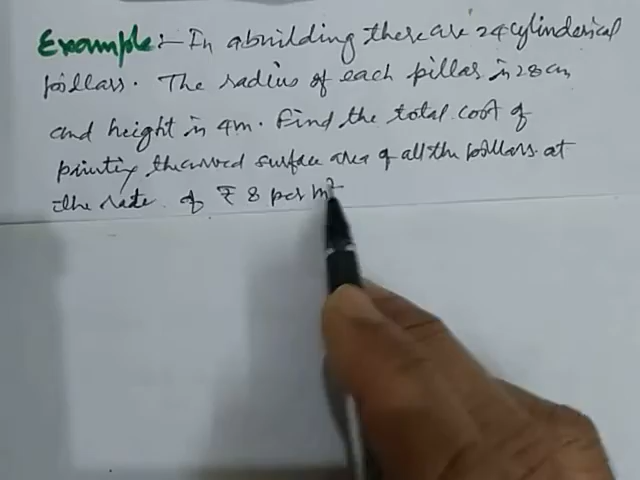 Example:- In a building there are 24 cylinderical
pillars. The radius of each pillar is 28 cm
and height is 4m. Find the total cost of
painting the curved surface area of all the pillars at
the rate of ₹ 8 per m²